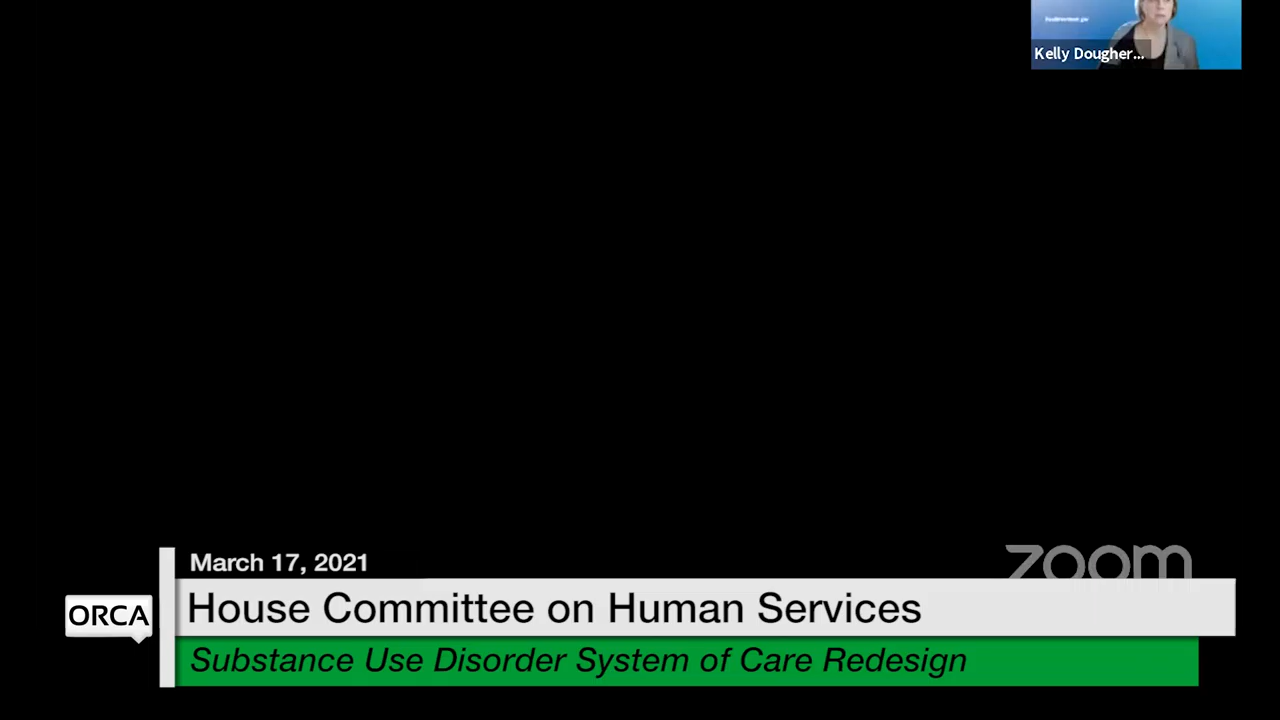 Kelly Dougher...
March 17, 2021
zoom
House Committee on Human Services
ORCA
Substance Use Disorder System of Care Redesign